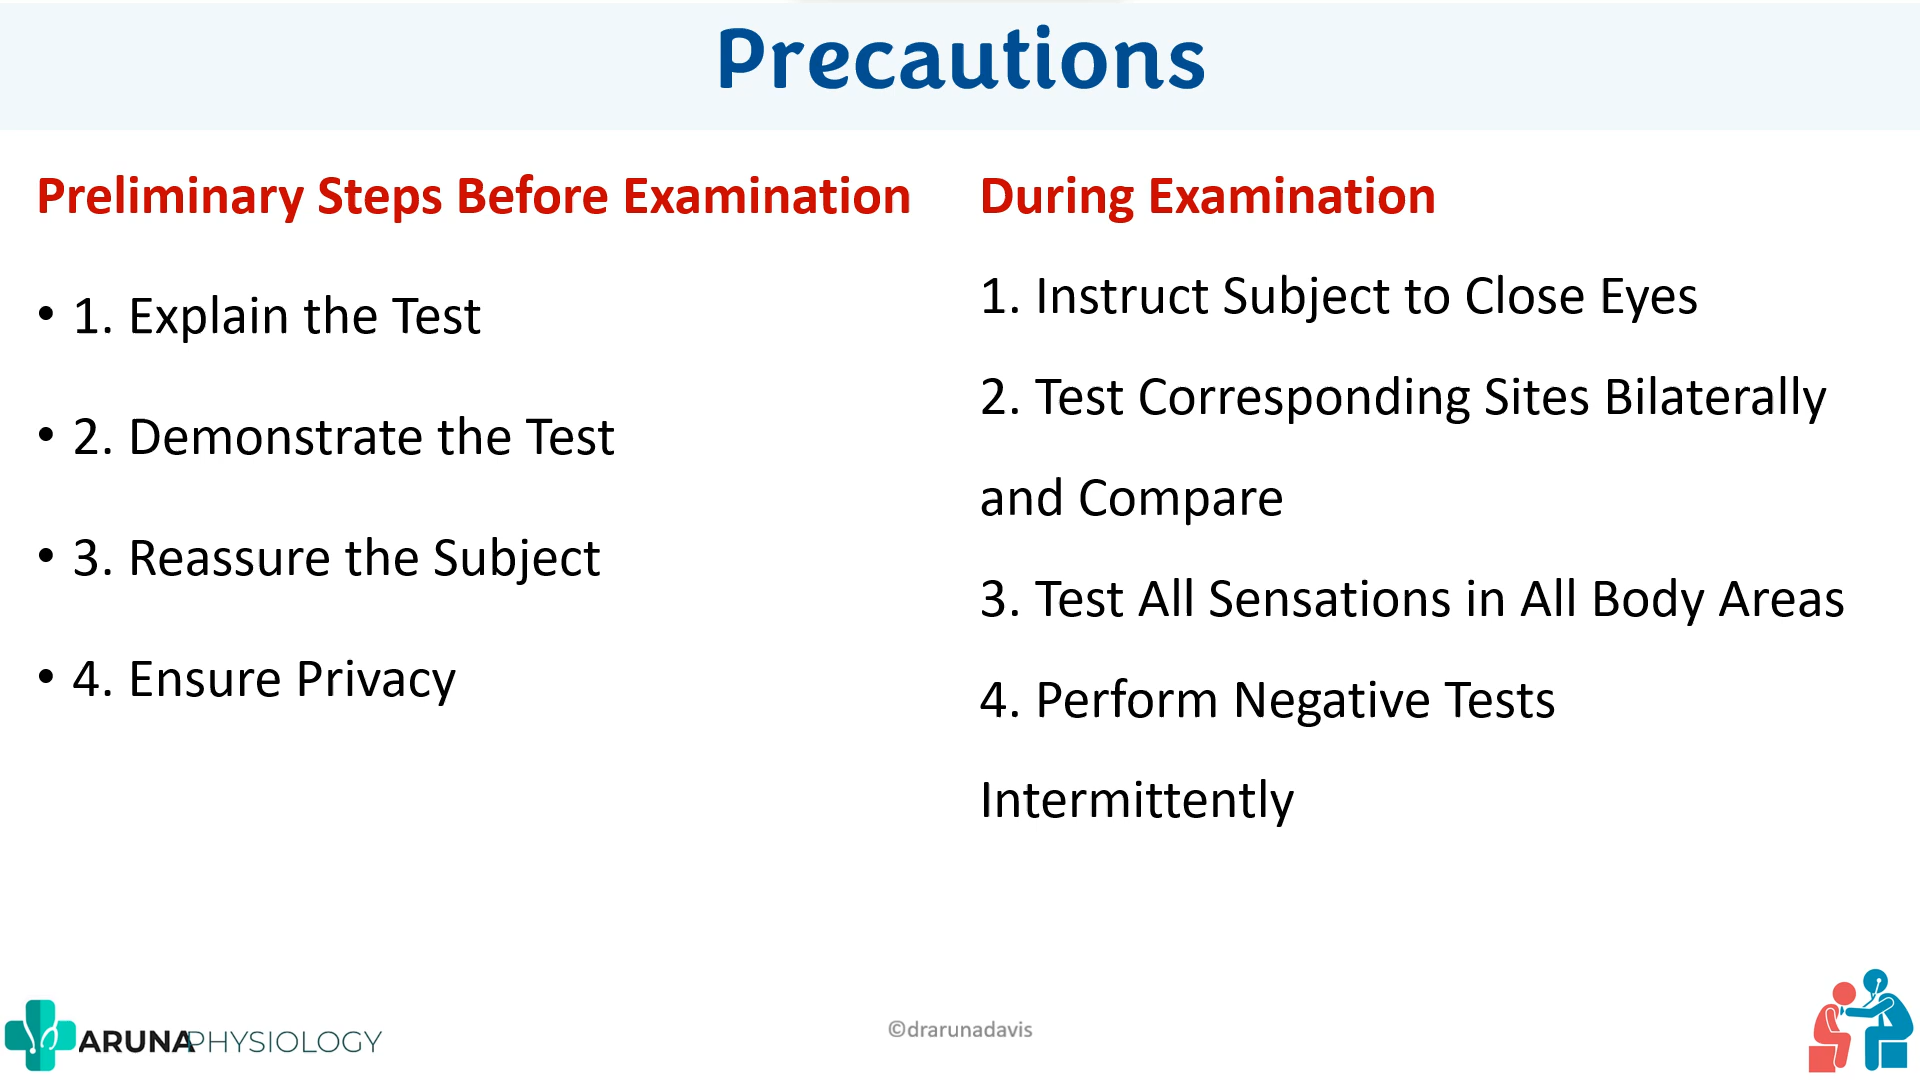 Precautions
Preliminary Steps Before Examination
• 1. Explain the Test
• 2. Demonstrate the Test
• 3. Reassure the Subject
• 4. Ensure Privacy
During Examination
1. Instruct Subject to Close Eyes
2. Test Corresponding Sites Bilaterally
and Compare
3. Test All Sensations in All Body Areas
4. Perform Negative Tests
Intermittently
ARUNAPHYSIOLOGY
©drarunadavis